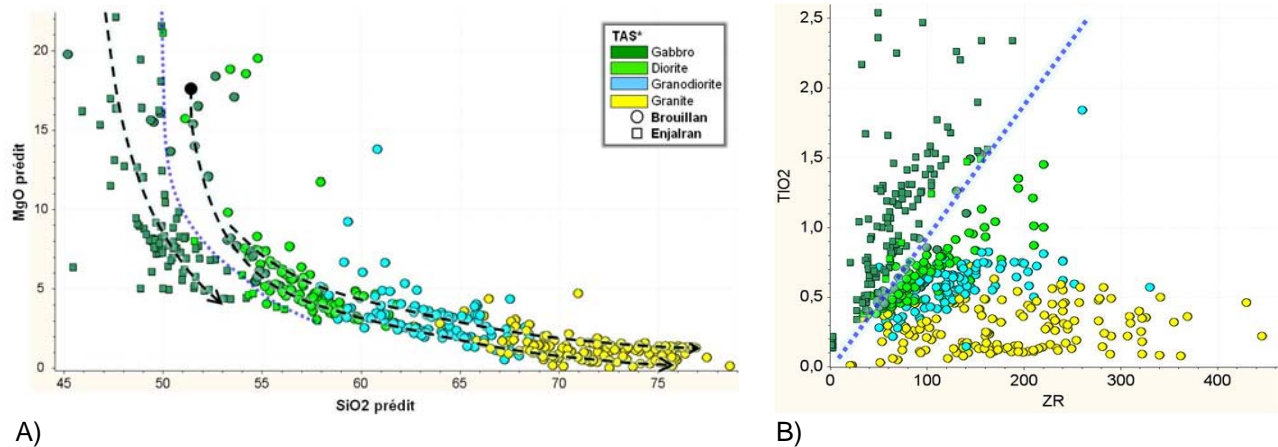 20
15
10
5
0
MgO prédit
45
50
55
60
65
70
75
SiO2 prédit
TAS*
Gabbro
Diorite
Granodiorite
Granite
Brouillan
Enjalran
A)
2,5
2,0
1,5
1,0
0,5
0,0
TIO2
0
100
200
300
400
ZR
B)